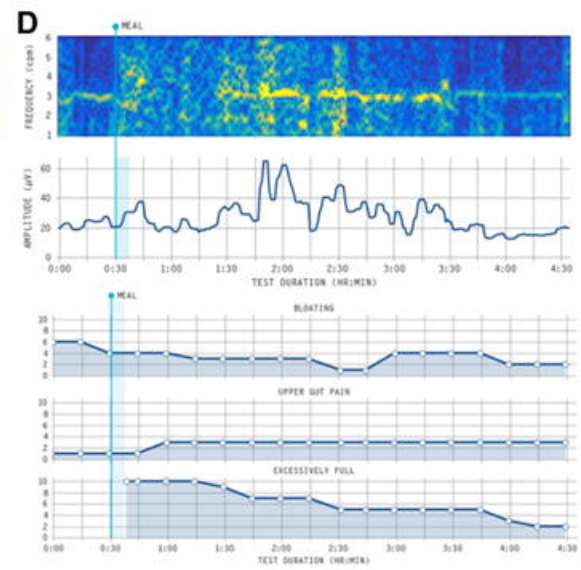 D
MEAL
FREQUENCY (cpm)
6
5
4
3
2
1
AMPLITUDE (µV)
60
40
20
0
0:00 0:30 1:00 1:30 2:00 2:30 3:00 3:30 4:00 4:30
TEST DURATION (HR:MIN)
MEAL
BLOATING
10
8
6
4
2
0
UPPER GUT PAIN
10
8
6
4
2
0
EXCESSIVELY FULL
10
8
6
4
2
0
0:00 0:30 1:00 1:30 2:00 2:30 3:00 3:30 4:00 4:30
TEST DURATION (HR:MIN)